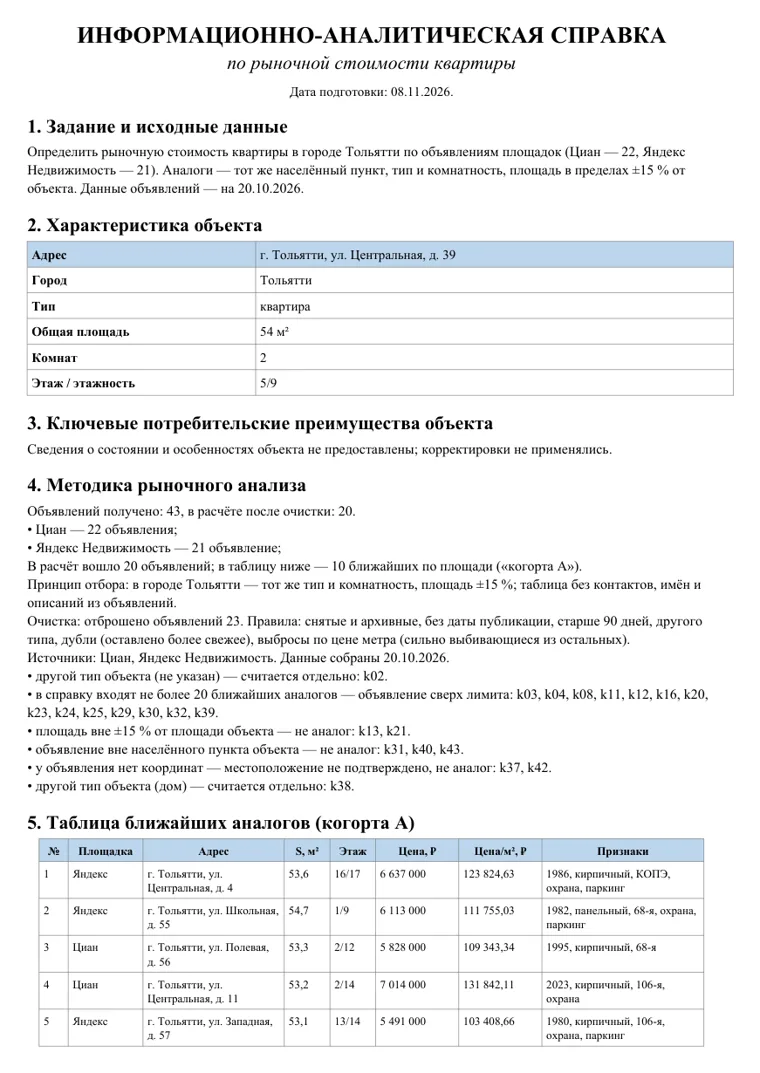 ИНФОРМАЦИОННО-АНАЛИТИЧЕСКАЯ СПРАВКА
по рыночной стоимости квартиры
Дата подготовки: 08.11.2026.
1. Задание и исходные данные
Определить рыночную стоимость квартиры в городе Тольятти по объявлениям площадок (Циан — 22, Яндекс
Недвижимость — 21). Аналоги — тот же населённый пункт, тип и комнатность, площадь в пределах ±15 % от
объекта. Данные объявлений — на 20.10.2026.
2. Характеристика объекта
Адрес г. Тольятти, ул. Центральная, д. 39
Город Тольятти
Тип квартира
Общая площадь 54 м²
Комнат 2
Этаж / этажность 5/9
3. Ключевые потребительские преимущества объекта
Сведения о состоянии и особенностях объекта не предоставлены; корректировки не применялись.
4. Методика рыночного анализа
Объявлений получено: 43, в расчёте после очистки: 20.
• Циан — 22 объявления;
• Яндекс Недвижимость — 21 объявление;
В расчёт вошло 20 объявлений; в таблицу ниже — 10 ближайших по площади («когорта А»).
Принцип отбора: в городе Тольятти — тот же тип и комнатность, площадь ±15 %; таблица без контактов, имён и
описаний из объявлений.
Очистка: отброшено объявлений 23. Правила: снятые и архивные, без даты публикации, старше 90 дней, другого
типа, дубли (оставлено более свежее), выбросы по цене метра (сильно выбивающиеся из остальных).
Источники: Циан, Яндекс Недвижимость. Данные собраны 20.10.2026.
• другой тип объекта (не указан) — считается отдельно: k02.
• в справку входят не более 20 ближайших аналогов — объявление сверх лимита: k03, k04, k08, k11, k12, k16, k20,
k23, k24, k25, k29, k30, k32, k39.
• площадь вне ±15 % от площади объекта — не аналог: k13, k21.
• объявление вне населённого пункта объекта — не аналог: k31, k40, k43.
• у объявления нет координат — местоположение не подтверждено, не аналог: k37, k42.
• другой тип объекта (дом) — считается отдельно: k38.
5. Таблица ближайших аналогов (когорта А)
№ Площадка Адрес S, м² Этаж Цена, ₽ Цена/м², ₽ Признаки
1 Яндекс г. Тольятти, ул. 53,6 16/17 6 637 000 123 824,63 1986, кирпичный, КОПЭ,
Центральная, д. 4 охрана, паркинг
2 Яндекс г. Тольятти, ул. Школьная, 54,7 1/9 6 113 000 111 755,03 1982, панельный, 68-я, охрана,
д. 55 паркинг
3 Циан г. Тольятти, ул. Полевая, 53,3 2/12 5 828 000 109 343,34 1995, кирпичный, 68-я
д. 56
4 Циан г. Тольятти, ул. 53,2 2/14 7 014 000 131 842,11 2023, кирпичный, 106-я,
Центральная, д. 11 охрана
5 Яндекс г. Тольятти, ул. Западная, 53,1 13/14 5 491 000 103 408,66 1980, кирпичный, 106-я,
д. 57 охрана, паркинг